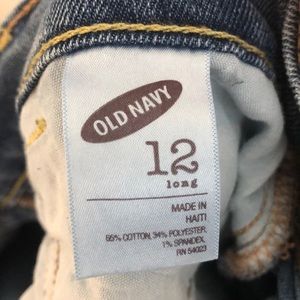 OLD NAVY
12
long
MADE IN
HAITI
65% COTTON, 34% POLYESTER,
1% SPANDEX,
RN 54023